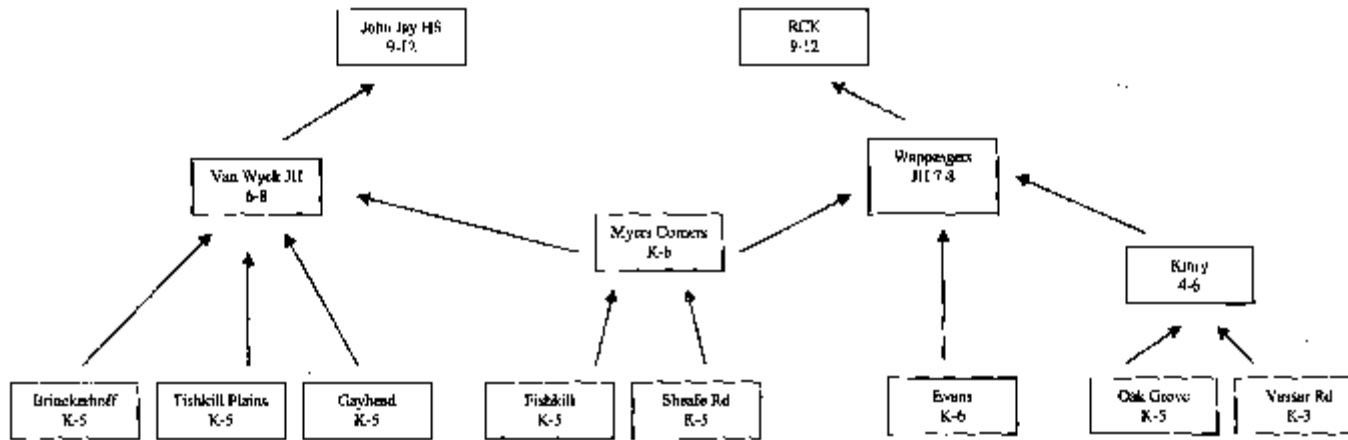 John Jay HS
9-12
RCK
9-12
Van Wyck JH
6-8
Wappingers
JH 7-8
Myers Corners
K-6
Kinry
4-6
Brinckerhoff
K-5
Fishkill Plains
K-5
Gayhead
K-5
Fishkill
K-5
Sheafe Rd
K-5
Evans
K-6
Oak Grove
K-5
Vassar Rd
K-3